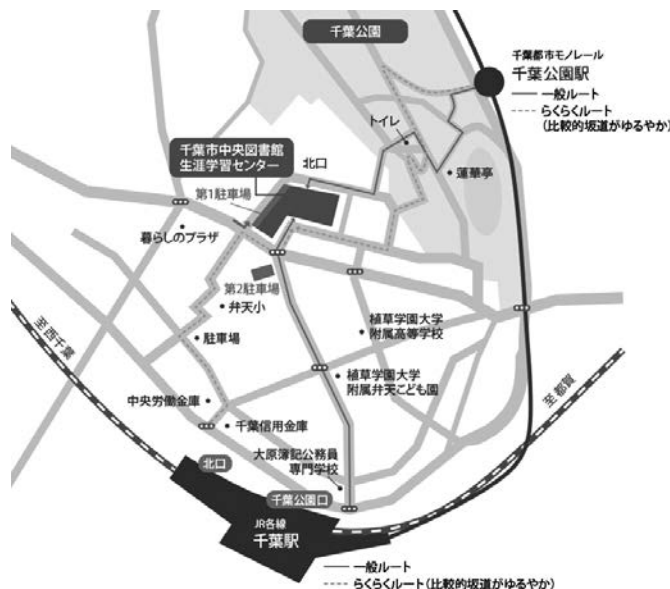 千葉公園
千葉都市モノレール
千葉公園駅
一般ルート
らくらくルート
(比較的坂道がゆるやか)
トイレ
千葉市中央図書館
生涯学習センター
北口
蓮華亭
第1駐車場
暮らしのプラザ
第2駐車場
弁天小
植草学園大学
附属高等学校
駐車場
至西千葉
植草学園大学
附属弁天こども園
至都賀
中央労働金庫
千葉信用金庫
大原簿記公務員
専門学校
北口
千葉公園口
JR各線
千葉駅
一般ルート
らくらくルート(比較的坂道がゆるやか)